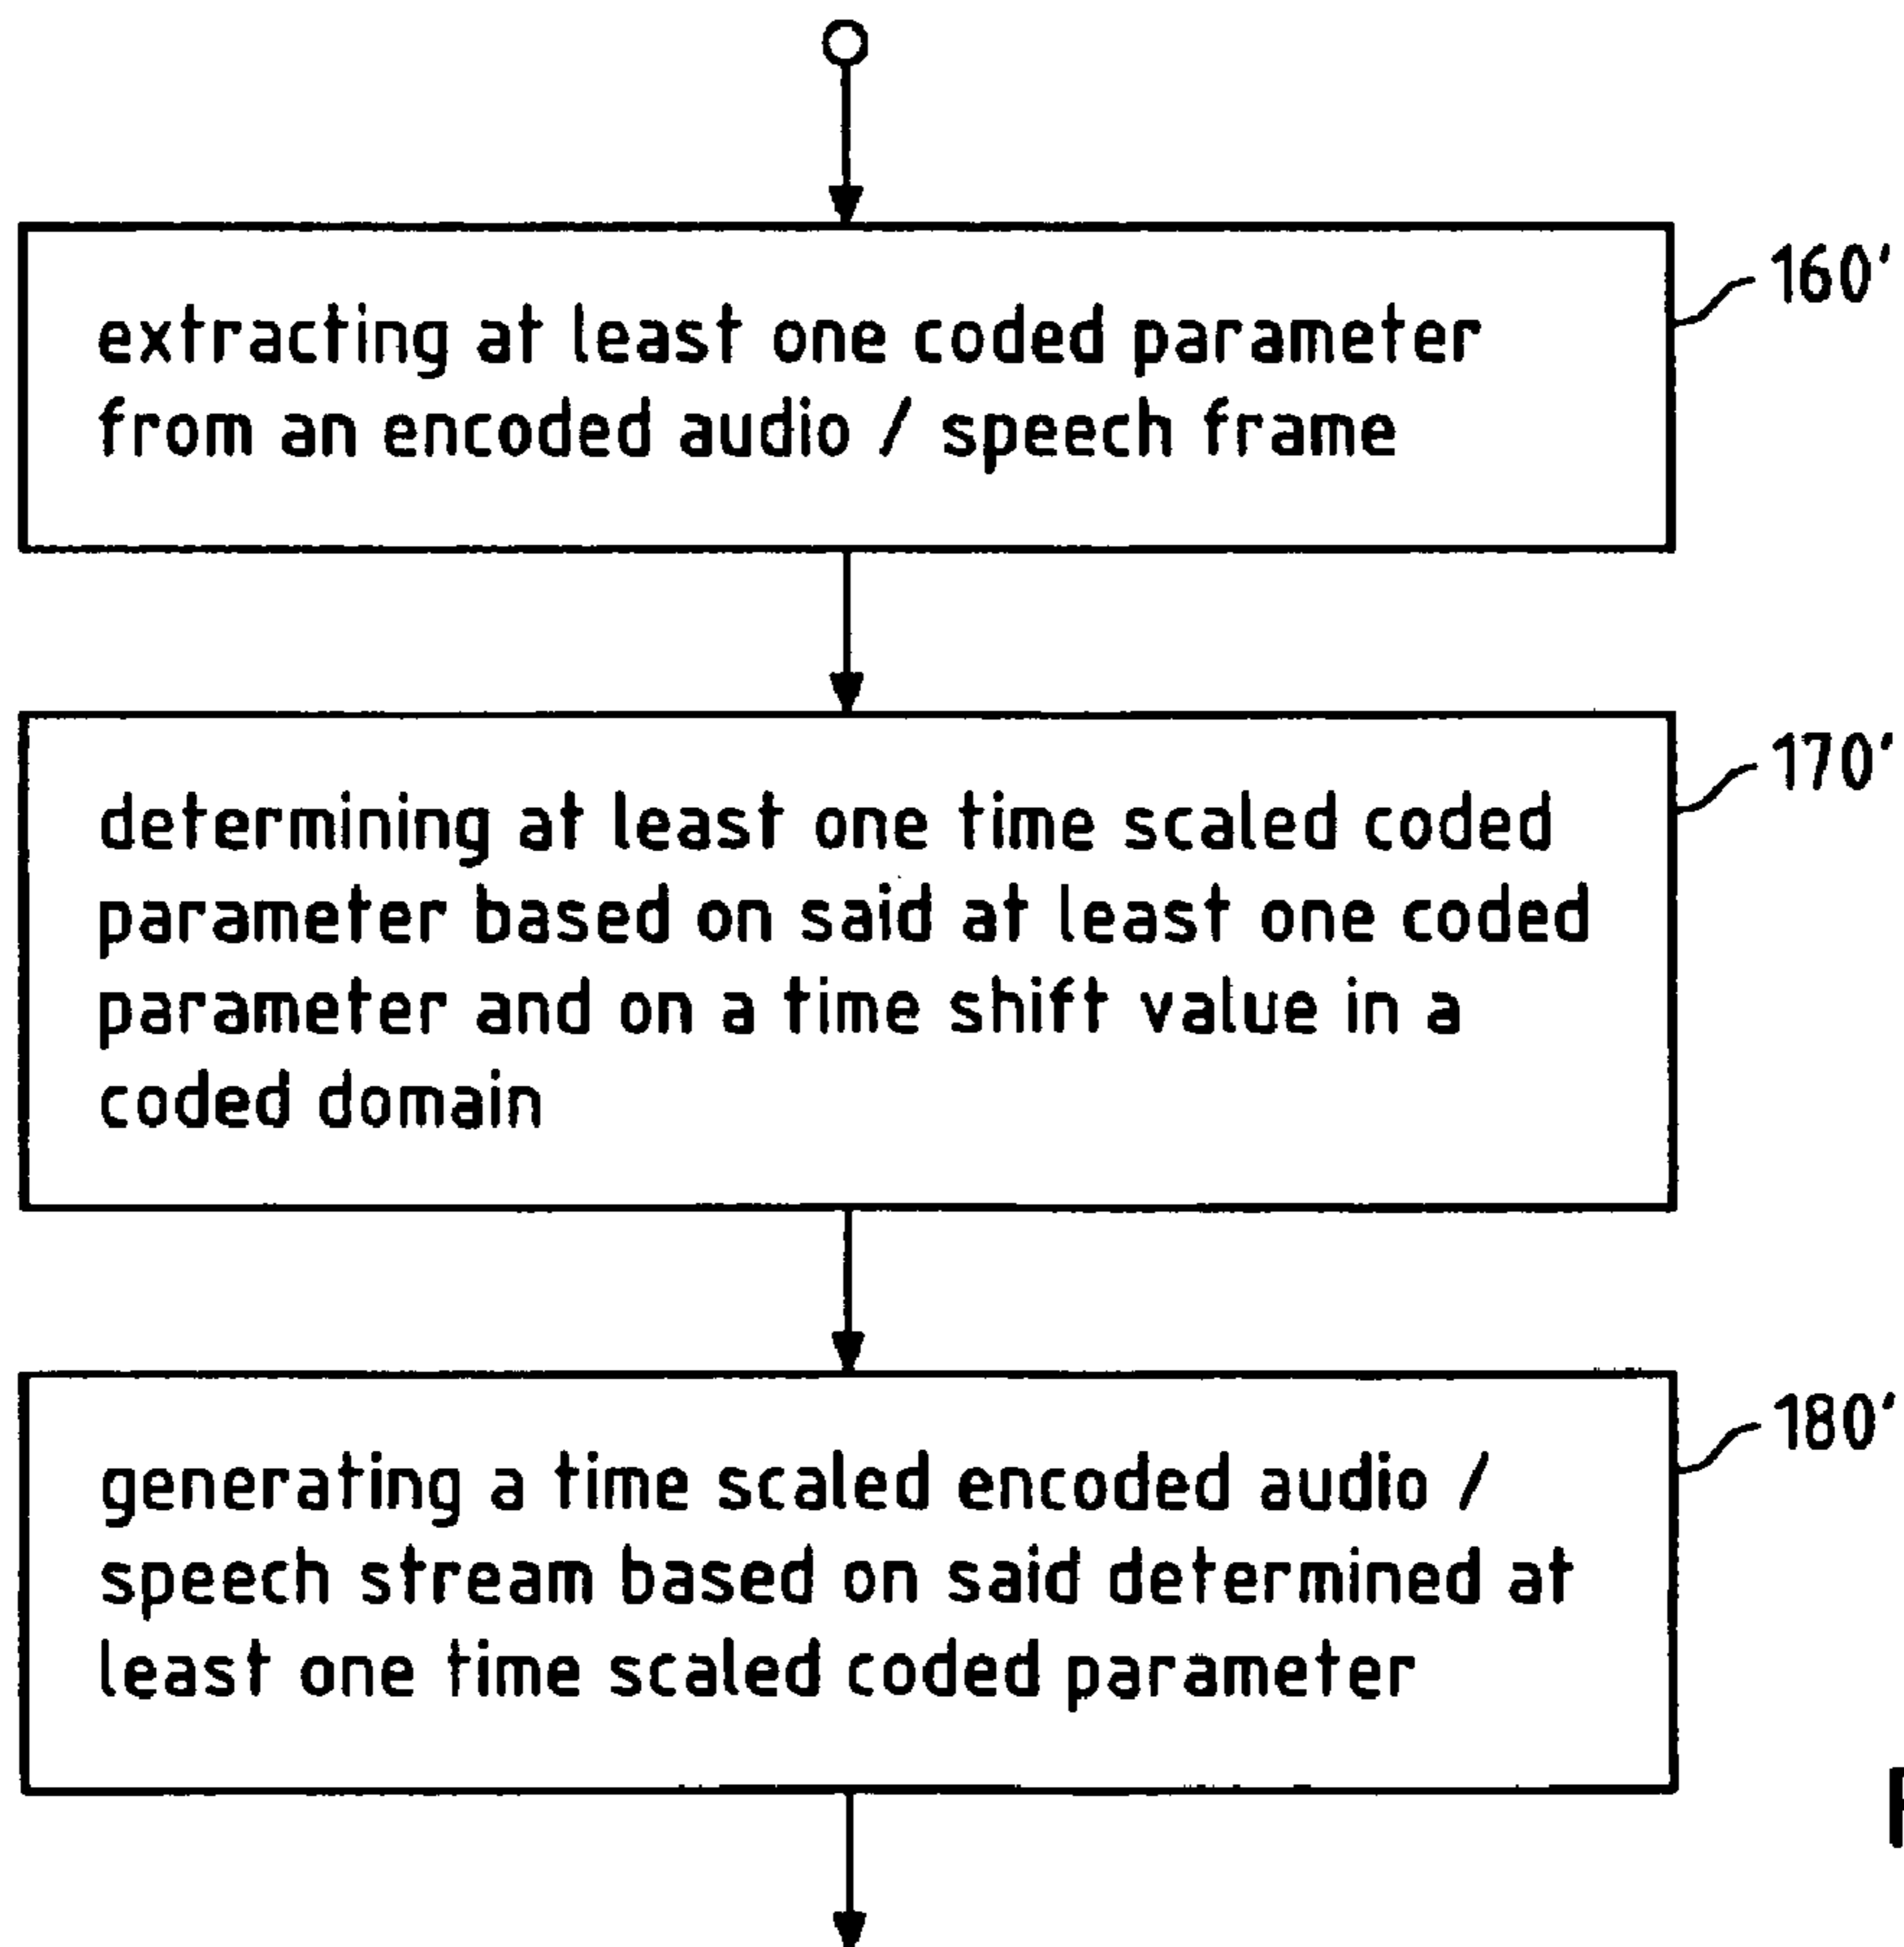 160'
extracting at least one coded parameter
from an encoded audio / speech frame
170'
determining at least one time scaled coded
parameter based on said at least one coded
parameter and on a time shift value in a
coded domain
180'
generating a time scaled encoded audio /
speech stream based on said determined at
least one time scaled coded parameter